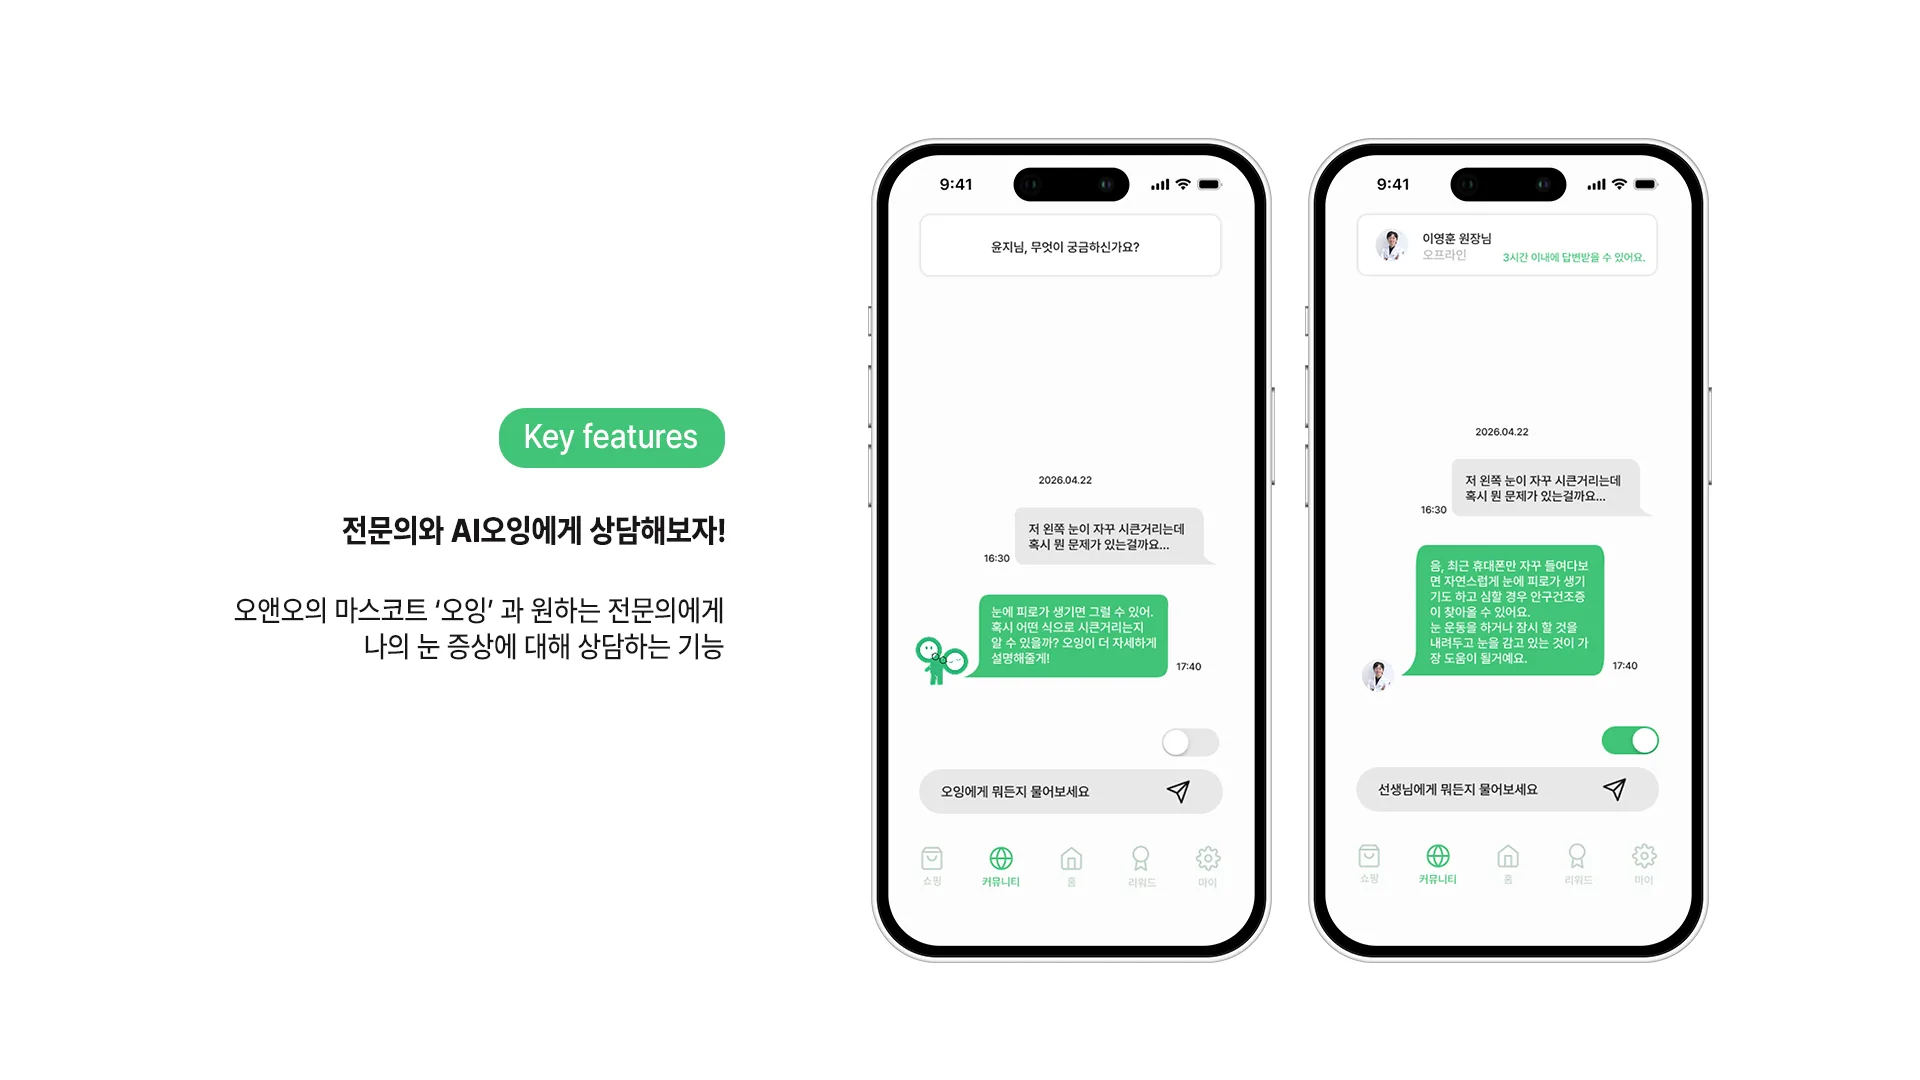 Key features
전문의와 AI오잉에게 상담해보자!
오앤오의 마스코트 ‘오잉’ 과 원하는 전문의에게
나의 눈 증상에 대해 상담하는 기능
9:41
윤지님, 무엇이 궁금하신가요?
2026.04.22
저 왼쪽 눈이 자꾸 시큰거리는데
혹시 뭔 문제가 있는걸까요...
16:30
눈에 피로가 생기면 그럴 수 있어.
혹시 어떤 식으로 시큰거리는지
알 수 있을까? 오잉이 더 자세하게
설명해줄게!
17:40
오잉에게 뭐든지 물어보세요
쇼핑
커뮤니티
홈
리워드
마이
9:41
이영훈 원장님
오프라인
3시간 이내에 답변받을 수 있어요.
2026.04.22
저 왼쪽 눈이 자꾸 시큰거리는데
혹시 뭔 문제가 있는걸까요...
16:30
음, 최근 휴대폰만 자꾸 들여다보
면 자연스럽게 눈에 피로가 생기
기도 하고 심할 경우 안구건조증
이 찾아올 수 있어요.
눈 운동을 하거나 잠시 할 것을
내려두고 눈을 감고 있는 것이 가
장 도움이 될거예요.
17:40
선생님에게 뭐든지 물어보세요
쇼핑
커뮤니티
홈
리워드
마이